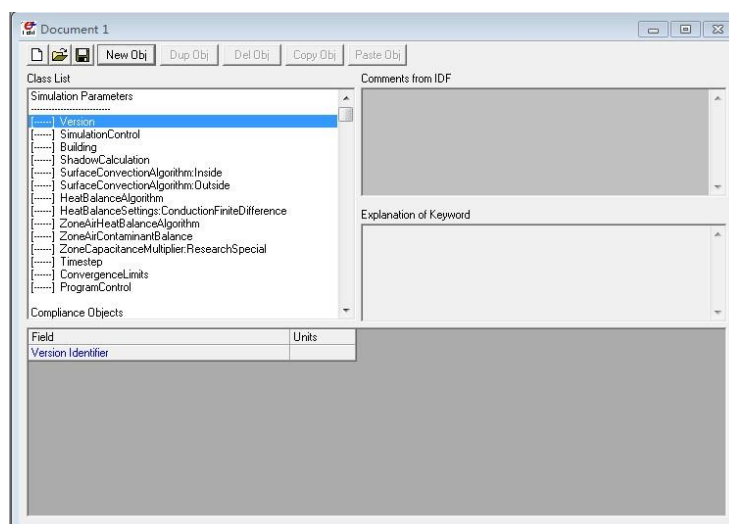 Document 1
New Obj Dup Obj Del Obj Copy Obj Paste Obj
Class List
Comments from IDF
Simulation Parameters
-------------------------
[------] Version
[------] SimulationControl
[------] Building
[------] ShadowCalculation
[------] SurfaceConvectionAlgorithm:Inside
[------] SurfaceConvectionAlgorithm:Outside
[------] HeatBalanceAlgorithm
[------] HeatBalanceSettings:ConductionFiniteDifference
[------] ZoneAirHeatBalanceAlgorithm
[------] ZoneAirContaminantBalance
[------] ZoneCapacitanceMultiplier:ResearchSpecial
[------] Timestep
[------] ConvergenceLimits
[------] ProgramControl
Compliance Objects
Explanation of Keyword
Field Units
Version Identifier